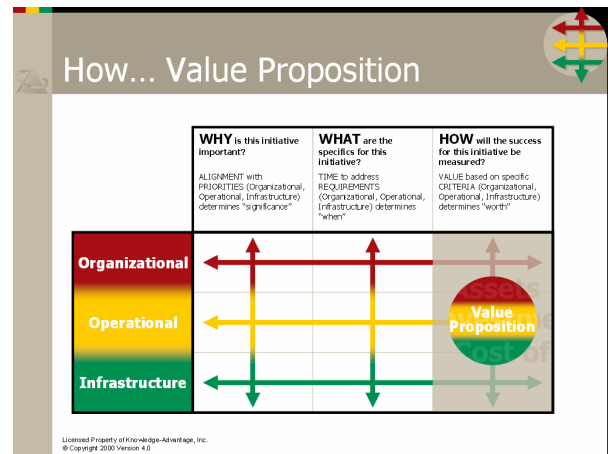 How... Value Proposition
WHY is this initiative
important?
ALIGNMENT with
PRIORITIES (Organizational,
Operational, Infrastructure)
determines "significance"
WHAT are the
specifics for this
initiative?
TIME to address
REQUIREMENTS
(Organizational, Operational,
Infrastructure) determines
"when"
HOW will the success
for this initiative be
measured?
VALUE based on specific
CRITERIA (Organizational,
Operational, Infrastructure)
determines "worth"
Organizational
Operational
Infrastructure
Assets
Value
Proposition
Cost of
Licensed Property of Knowledge-Advantage, Inc.
© Copyright 2000 Version 4.0